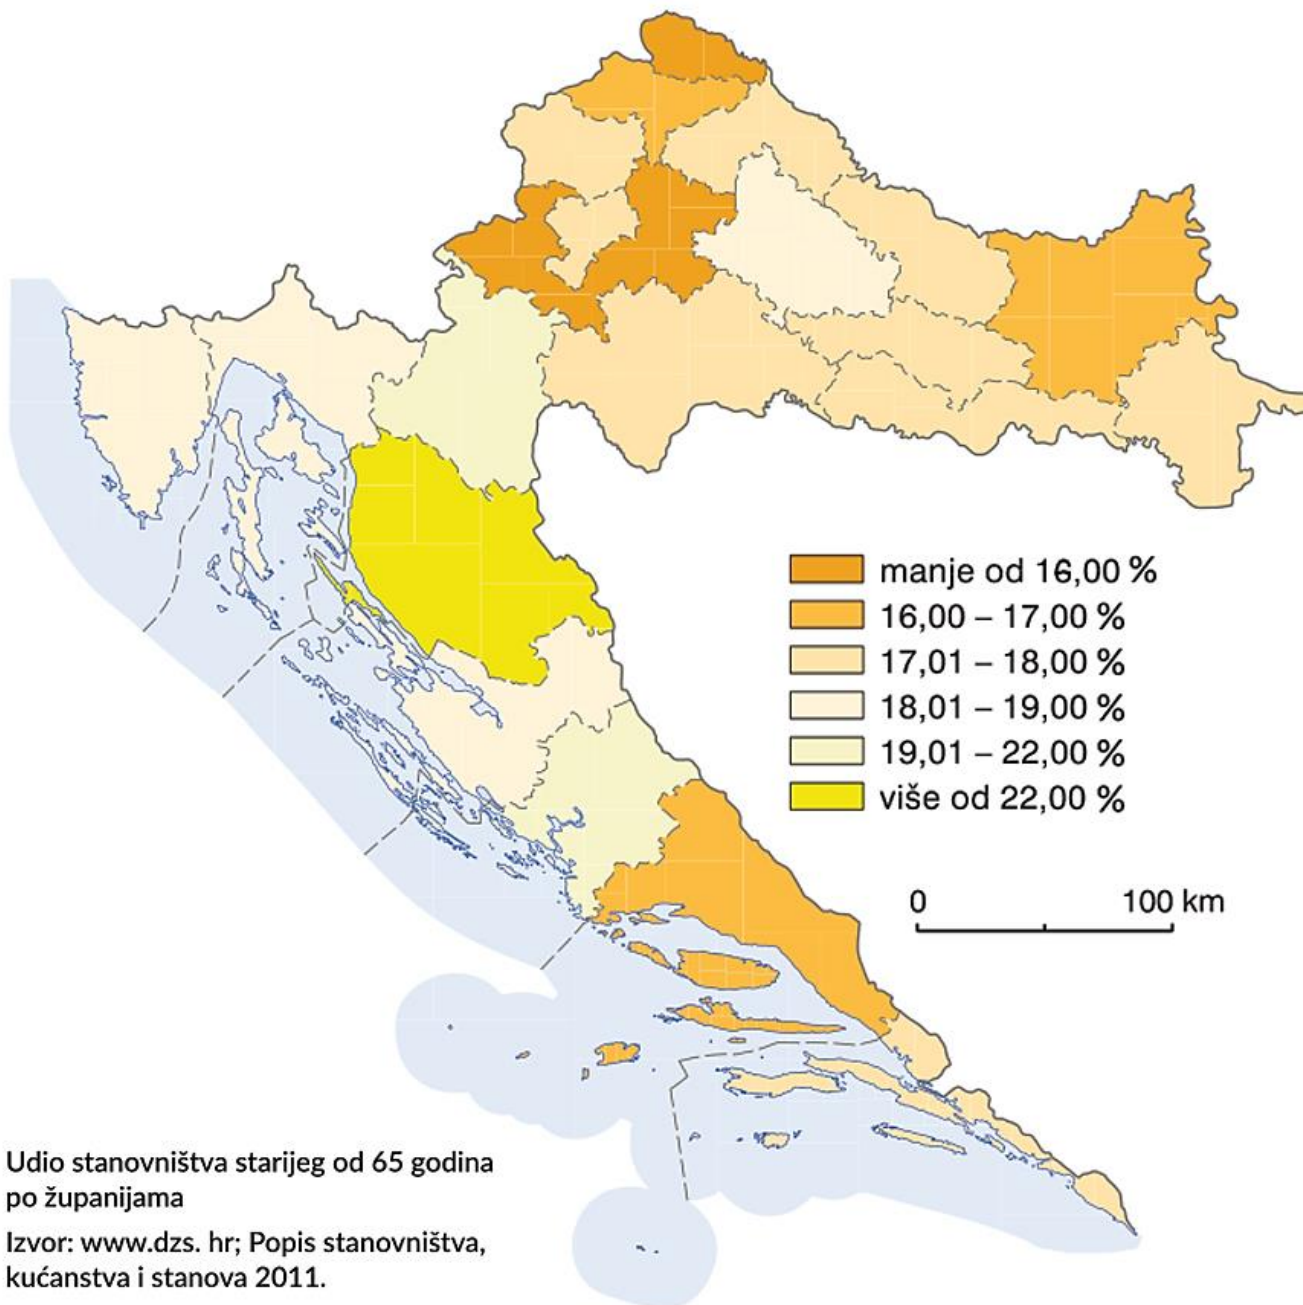 manje od 16,00 %
16,00 – 17,00 %
17,01 – 18,00 %
18,01 – 19,00 %
19,01 – 22,00 %
više od 22,00 %
0 100 km
Udio stanovništva starijeg od 65 godina
po županijama
Izvor: www.dzs. hr; Popis stanovništva,
kućanstva i stanova 2011.